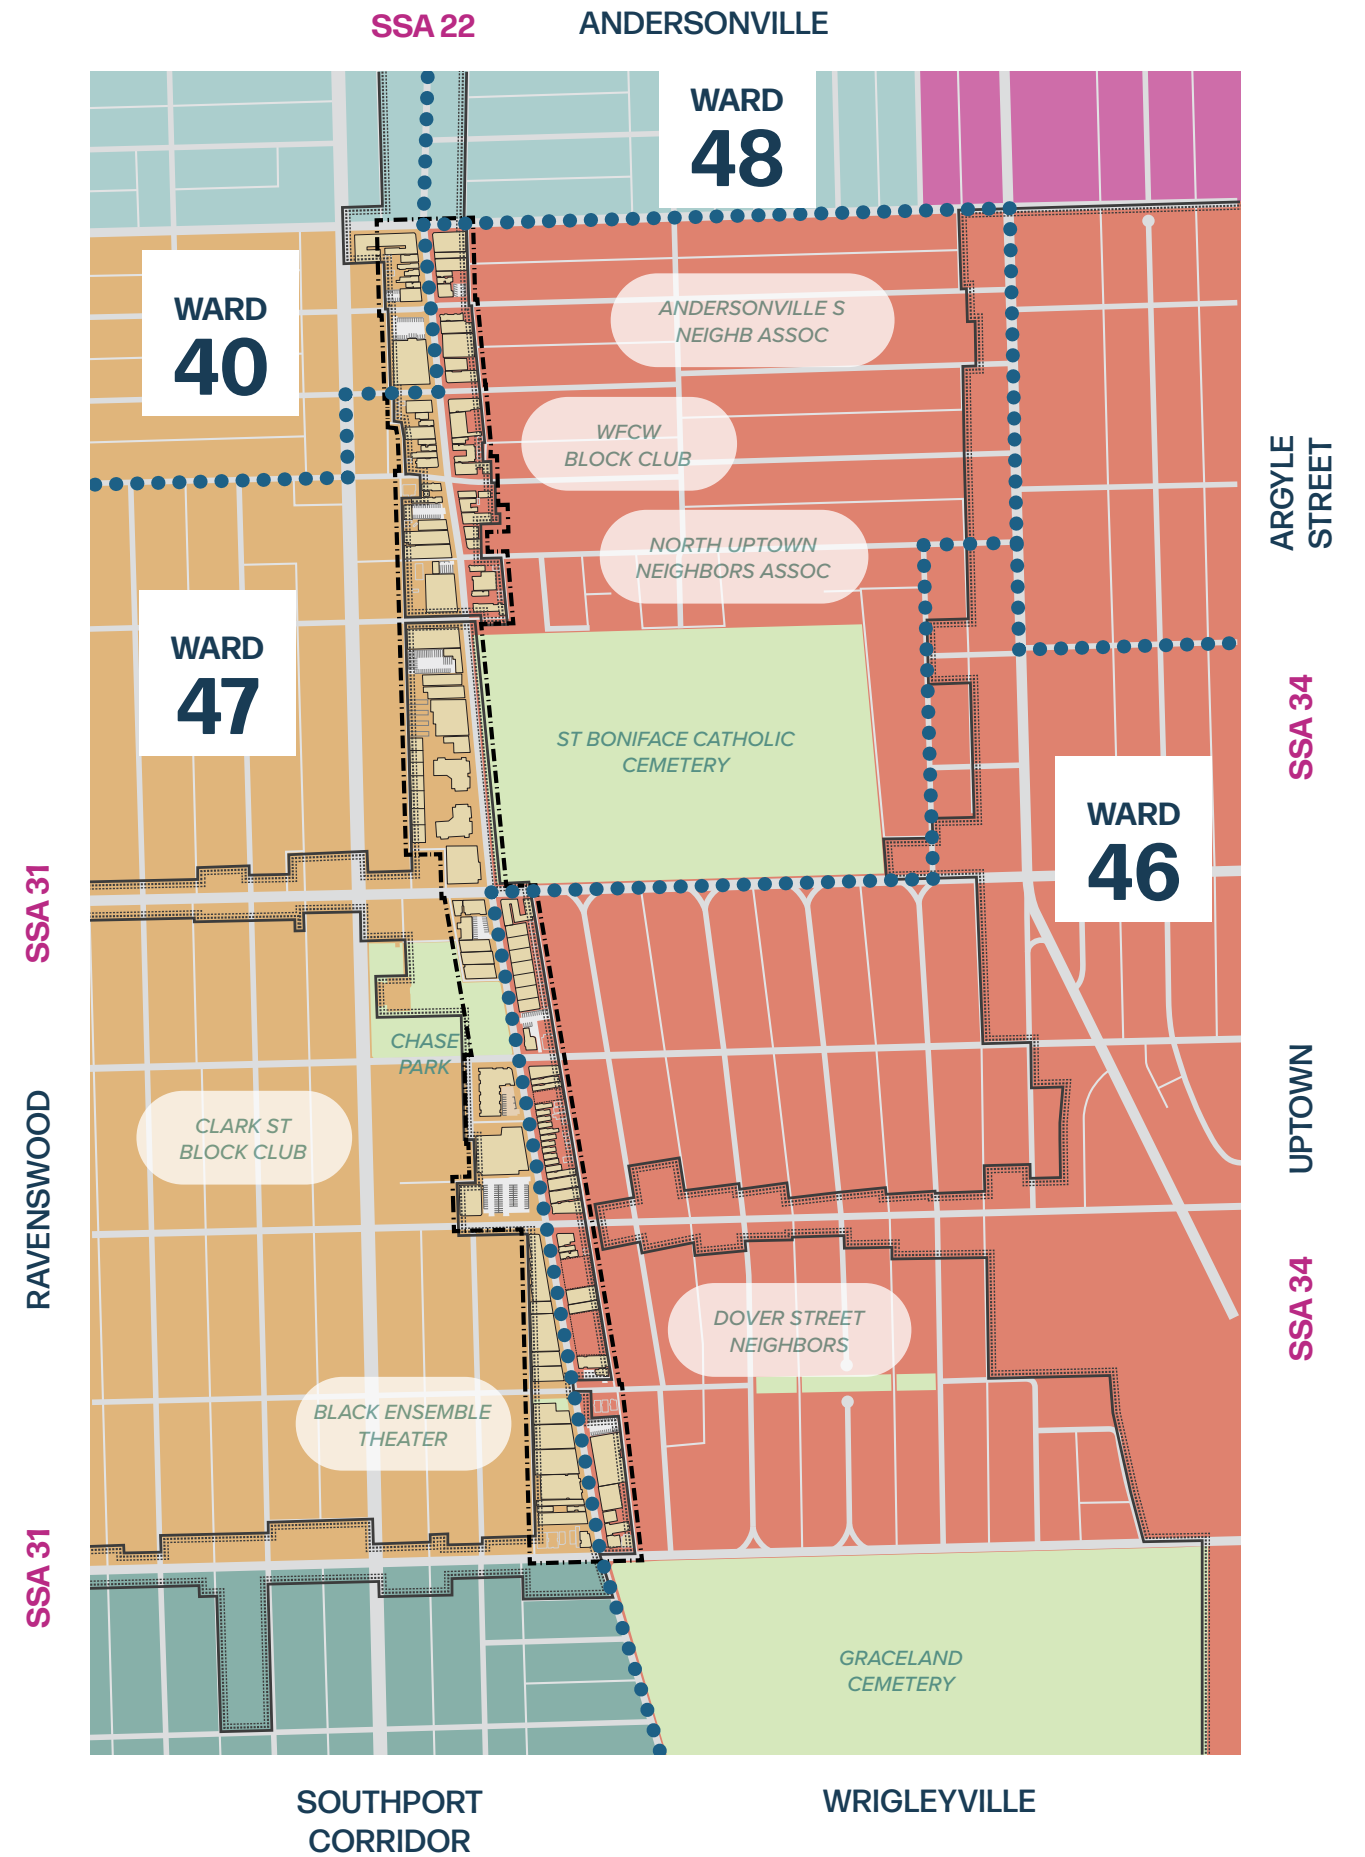 SSA 22
ANDERSONVILLE
WARD
48
WARD
40
ANDERSONVILLE S
NEIGHB ASSOC
WFCW
BLOCK CLUB
ARGYLE
STREET
NORTH UPTOWN
NEIGHBORS ASSOC
WARD
47
ST BONIFACE CATHOLIC
CEMETERY
SSA 34
WARD
46
SSA 31
CHASE
PARK
CLARK ST
BLOCK CLUB
RAVENSWOOD
UPTOWN
DOVER STREET
NEIGHBORS
SSA 34
BLACK ENSEMBLE
THEATER
SSA 31
GRACELAND
CEMETERY
SOUTHPORT
CORRIDOR
WRIGLEYVILLE